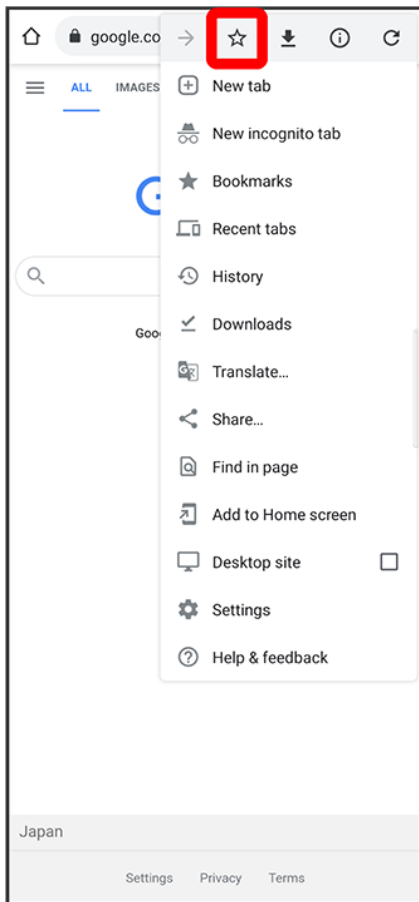 google.co
ALL IMAGES
New tab
New incognito tab
G
Bookmarks
Recent tabs
History
Goo
Downloads
Translate...
Share...
Find in page
Add to Home screen
Desktop site
Settings
Help & feedback
Japan
Settings Privacy Terms